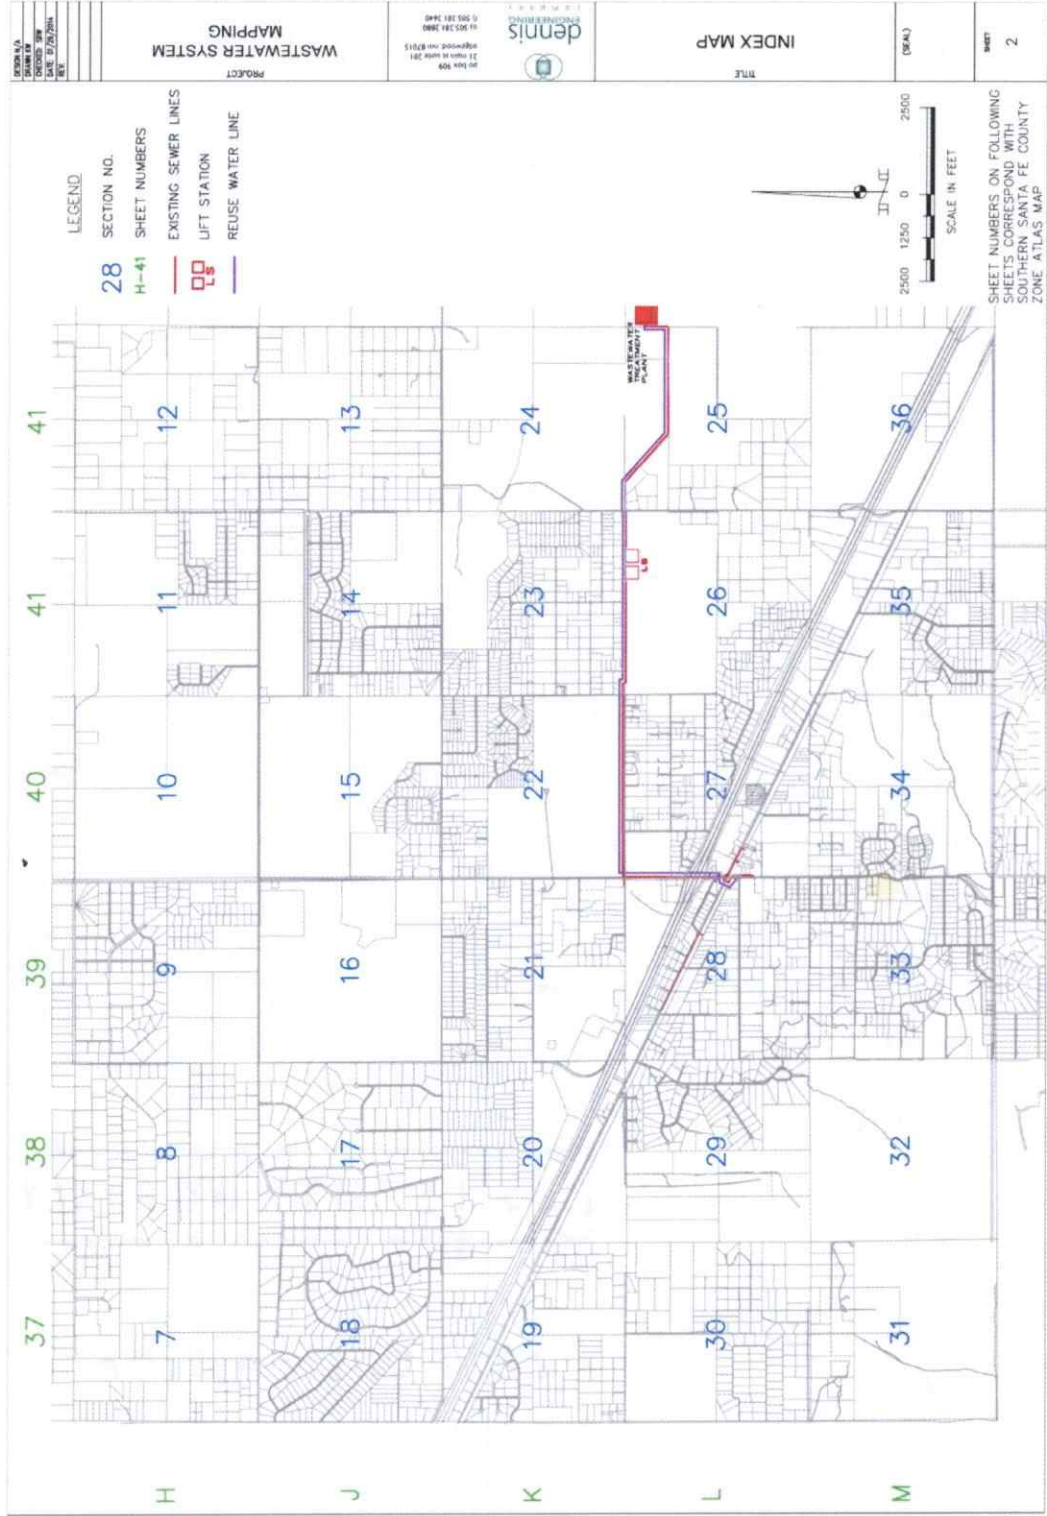 37
38
39
40
41
41
H
7
8
9
10
11
12
J
18
17
16
15
14
13
K
19
20
21
22
23
24
L
30
29
28
27
26
25
M
31
32
33
34
35
36
LS
WASTEWATER
TREATMENT
PLANT
LEGEND
28 SECTION NO.
H-41 SHEET NUMBERS
EXISTING SEWER LINES
LS LIFT STATION
REUSE WATER LINE
2500 1250 0 2500
SCALE IN FEET
SHEET NUMBERS ON FOLLOWING
SHEETS CORRESPOND WITH
SOUTHERN SANTA FE COUNTY
ZONE ATLAS MAP
PROJECT
WASTEWATER SYSTEM
MAPPING
po box 909
dennis
ENGINEERING
TITLE
INDEX MAP
(SEAL)
SHEET
2